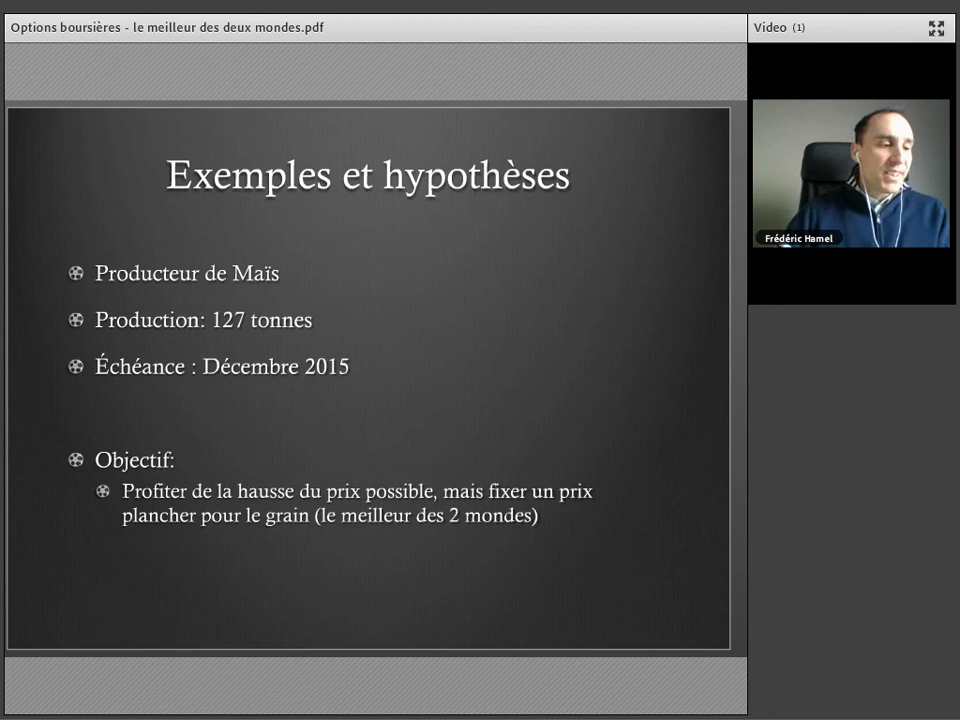 Options boursières - le meilleur des deux mondes.pdf
Video (1)
Exemples et hypothèses
Producteur de Maïs
Production: 127 tonnes
Échéance : Décembre 2015
Objectif:
Profiter de la hausse du prix possible, mais fixer un prix
plancher pour le grain (le meilleur des 2 mondes)
Frédéric Hamel